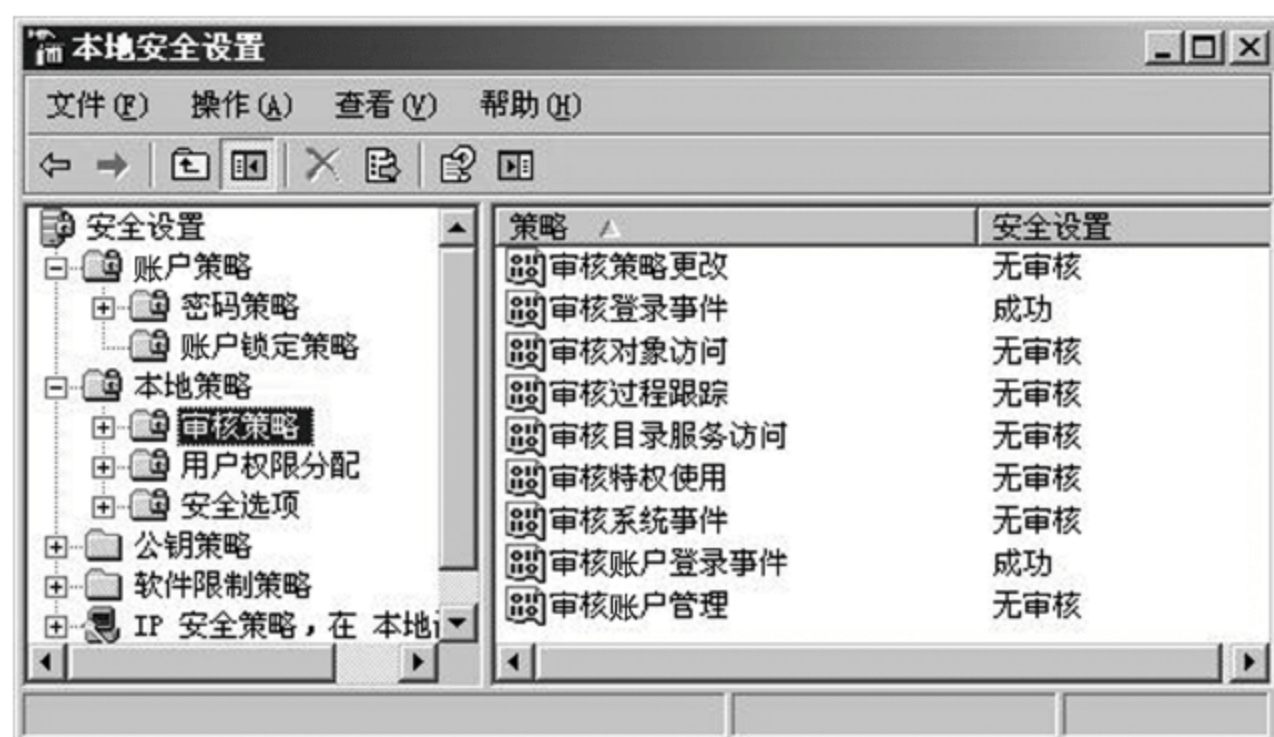 本地安全设置
文件(F) 操作(A) 查看(V) 帮助(H)
安全设置
账户策略
密码策略
账户锁定策略
本地策略
审核策略
用户权限分配
安全选项
公钥策略
软件限制策略
IP 安全策略，在 本地
策略 安全设置
审核策略更改 无审核
审核登录事件 成功
审核对象访问 无审核
审核过程跟踪 无审核
审核目录服务访问 无审核
审核特权使用 无审核
审核系统事件 无审核
审核账户登录事件 成功
审核账户管理 无审核